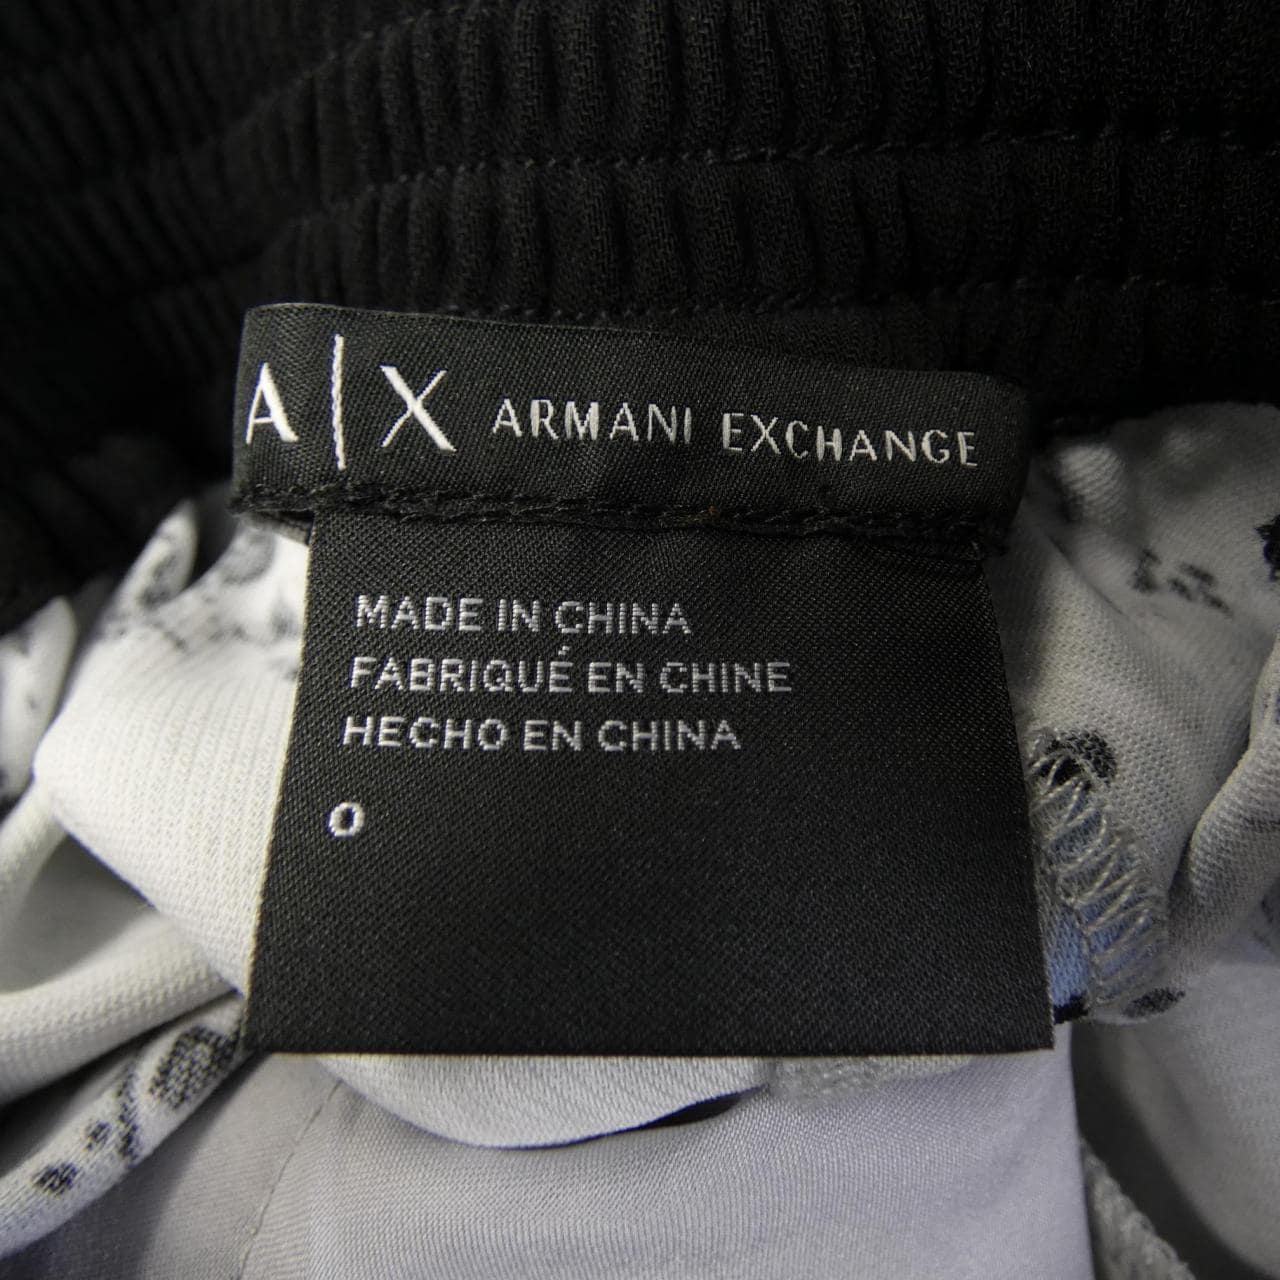 A|X ARMANI EXCHANGE
MADE IN CHINA
FABRIQUÉ EN CHINE
HECHO EN CHINA
0